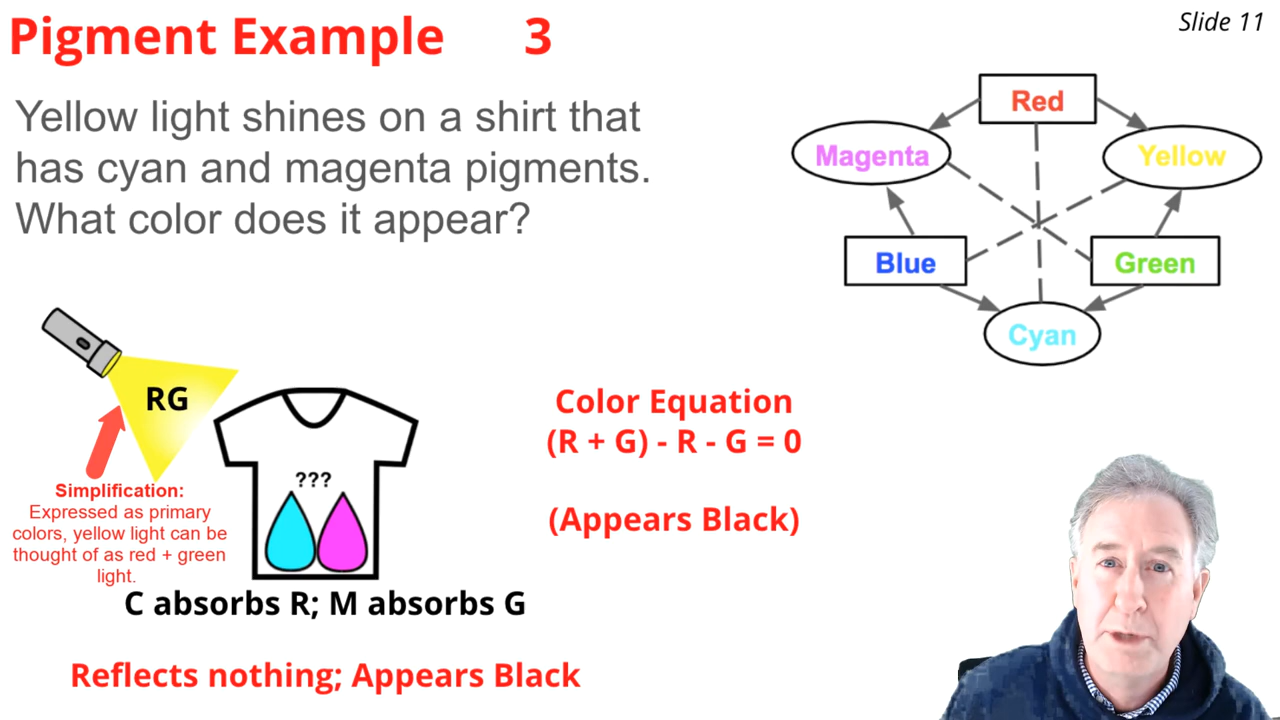 Pigment Example 3
Slide 11
Yellow light shines on a shirt that
has cyan and magenta pigments.
What color does it appear?
Red
Magenta
Yellow
Blue
Green
Cyan
RG
???
Simplification:
Expressed as primary
colors, yellow light can be
thought of as red + green
light.
C absorbs R; M absorbs G
Reflects nothing; Appears Black
Color Equation
(R + G) - R - G = 0
(Appears Black)